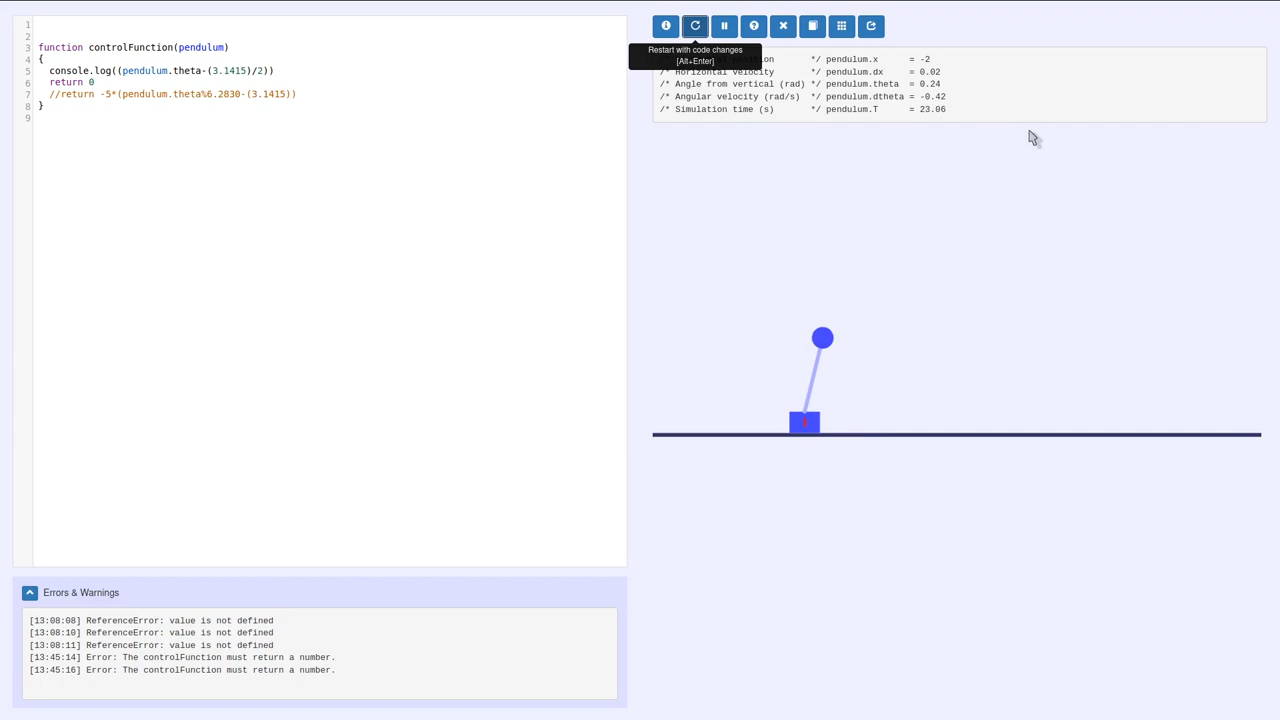 1
2
3 function controlFunction(pendulum)
4 {
5 console.log((pendulum.theta-(3.1415)/2))
6 return 0
7 //return -5*(pendulum.theta%6.2830-(3.1415))
8 }
9
Restart with code changes
[Alt+Enter]
position */ pendulum.x = -2
/* Horizontal velocity */ pendulum.dx = 0.02
/* Angle from vertical (rad) */ pendulum.theta = 0.24
/* Angular velocity (rad/s) */ pendulum.dtheta = -0.42
/* Simulation time (s) */ pendulum.T = 23.06
Errors & Warnings
[13:08:08] ReferenceError: value is not defined
[13:08:10] ReferenceError: value is not defined
[13:08:11] ReferenceError: value is not defined
[13:45:14] Error: The controlFunction must return a number.
[13:45:16] Error: The controlFunction must return a number.